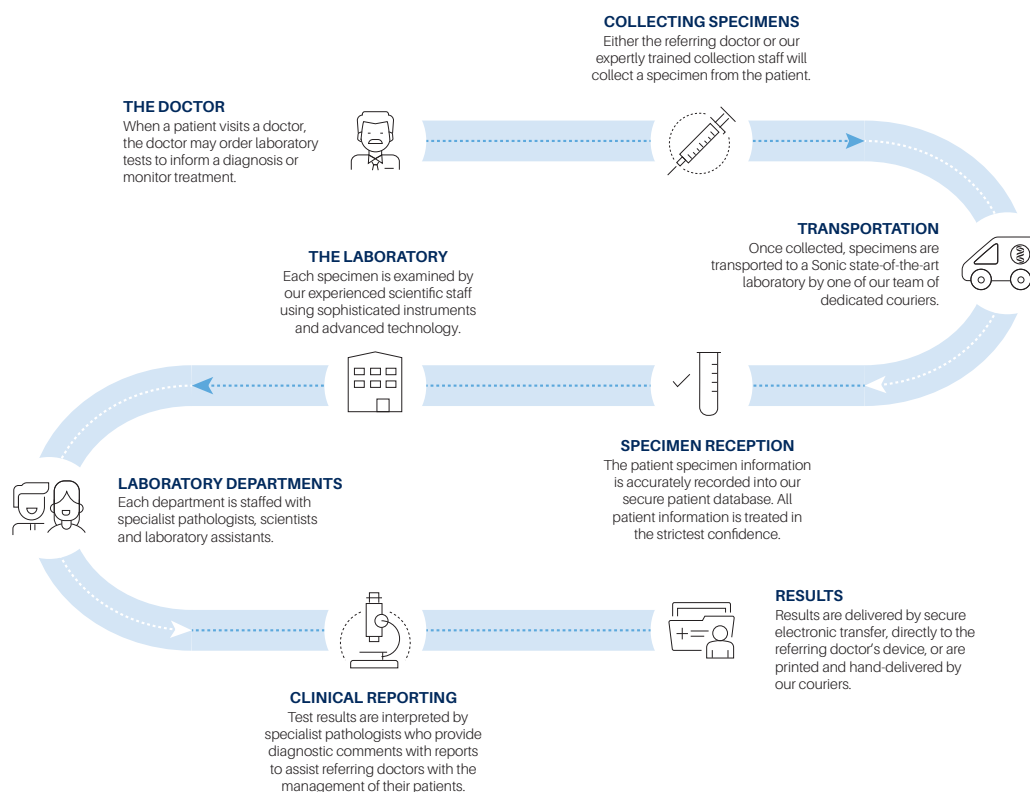 COLLECTING SPECIMENS
Either the referring doctor or our
expertly trained collection staff will
collect a specimen from the patient.
THE DOCTOR
When a patient visits a doctor,
the doctor may order laboratory
tests to inform a diagnosis or
monitor treatment.
TRANSPORTATION
Once collected, specimens are
transported to a Sonic state-of-the-art
laboratory by one of our team of
dedicated couriers.
THE LABORATORY
Each specimen is examined by
our experienced scientific staff
using sophisticated instruments
and advanced technology.
SPECIMEN RECEPTION
The patient specimen information
is accurately recorded into our
secure patient database. All
patient information is treated in
the strictest confidence.
LABORATORY DEPARTMENTS
Each department is staffed with
specialist pathologists, scientists
and laboratory assistants.
RESULTS
Results are delivered by secure
electronic transfer, directly to the
referring doctor's device, or are
printed and hand-delivered by
our couriers.
CLINICAL REPORTING
Test results are interpreted by
specialist pathologists who provide
diagnostic comments with reports
to assist referring doctors with the
management of their patients.